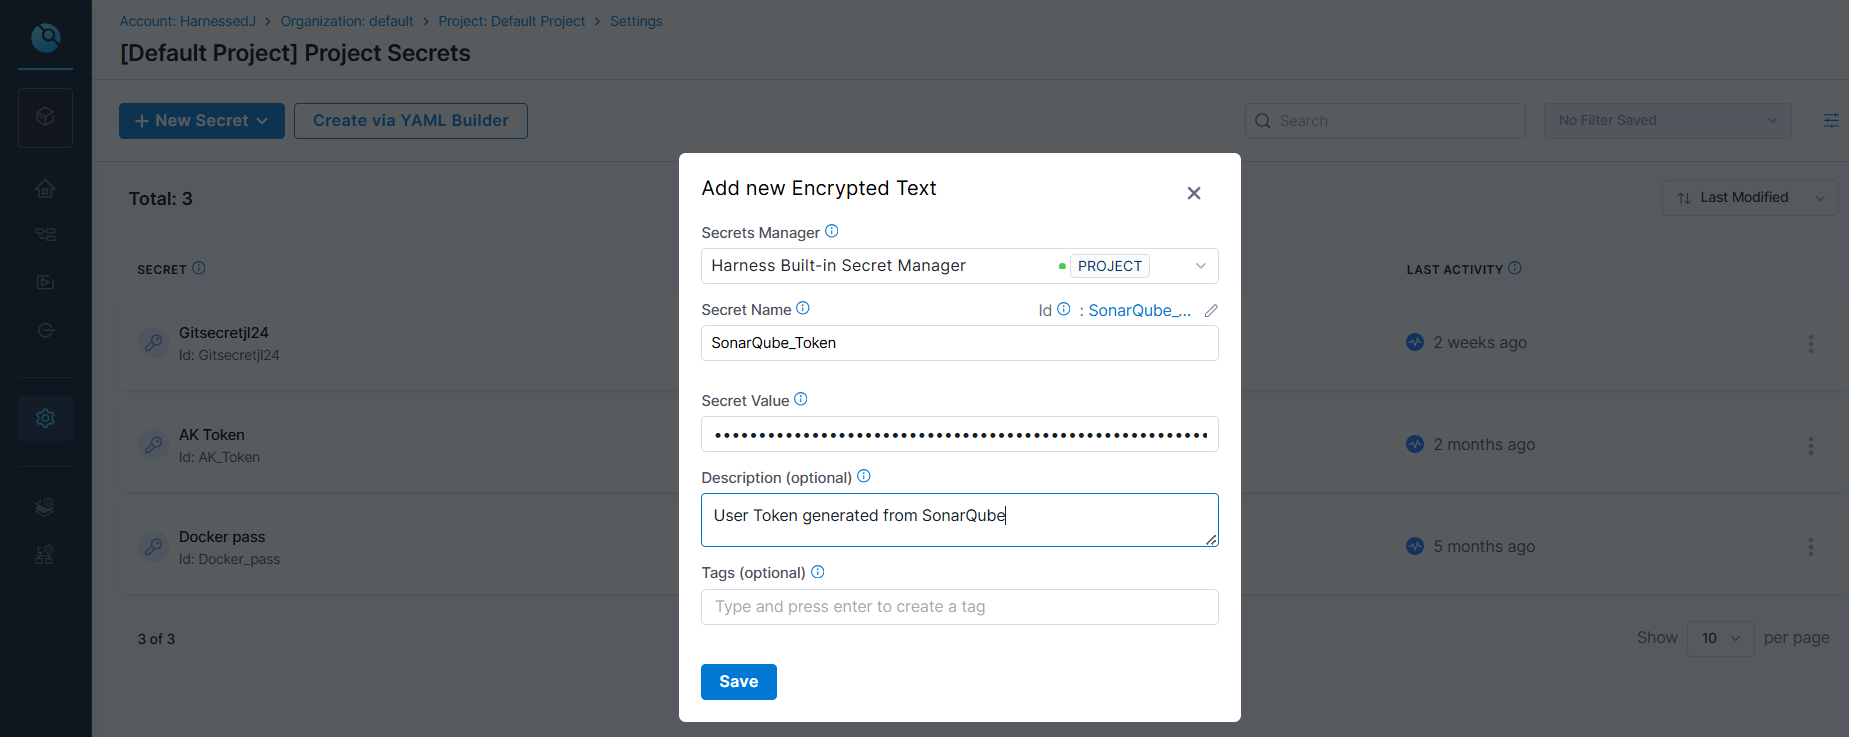 Account: HarnessedJ > Organization: default > Project: Default Project > Settings
[Default Project] Project Secrets
+ New Secret
Create via YAML Builder
Search
No Filter Saved
Total: 3
Last Modified
SECRET
LAST ACTIVITY
Gitsecretjl24
Id: Gitsecretjl24
2 weeks ago
AK Token
Id: AK_Token
2 months ago
Docker pass
Id: Docker_pass
5 months ago
3 of 3
Show 10 per page
Add new Encrypted Text
Secrets Manager
Harness Built-in Secret Manager
PROJECT
Secret Name
Id : SonarQube_...
SonarQube_Token
Secret Value
••••••••••••••••••••••••••••••••••••••••••••••••••••••••
Description (optional)
User Token generated from SonarQube
Tags (optional)
Type and press enter to create a tag
Save